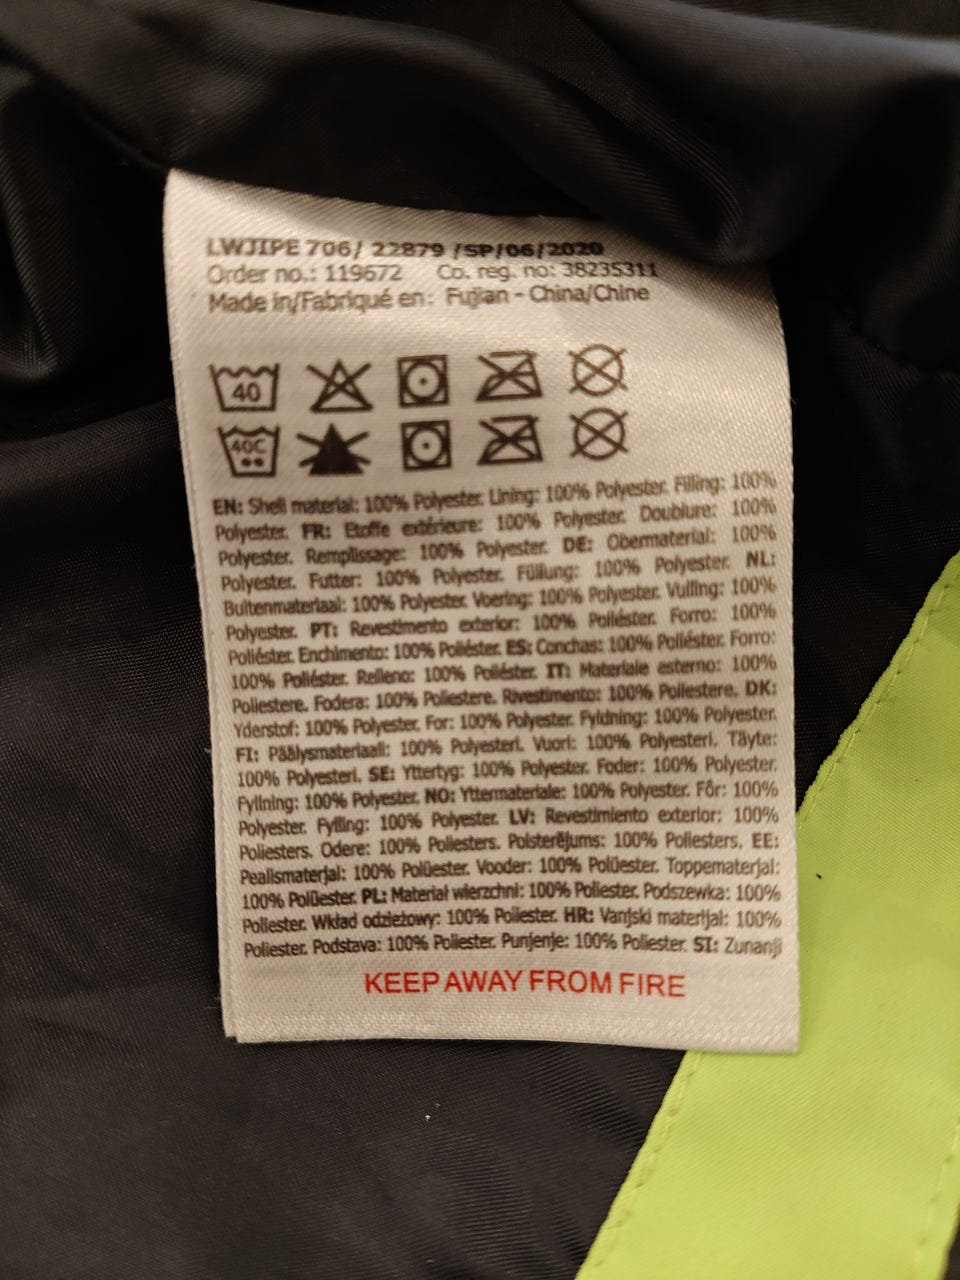 LWJIPE 706/ 22879 /SP/06/2020
Order no.: 119672 Co. reg. no: 38235311
Made in/Fabriqué en: Fujian - China/Chine
40
40C
EN: Shell material: 100% Polyester. Lining: 100% Polyester. Filling: 100%
Polyester. FR: Etoffe extérieure: 100% Polyester. Doublure: 100%
Polyester. Remplissage: 100% Polyester. DE: Obermaterial: 100%
Polyester. Futter: 100% Polyester. Füllung: 100% Polyester. NL:
Buitenmateriaal: 100% Polyester. Voering: 100% Polyester. Vulling: 100%
Polyester. PT: Revestimento exterior: 100% Poliéster. Forro: 100%
Poliéster. Enchimento: 100% Poliéster. ES: Conchas: 100% Poliéster. Forro:
100% Poliéster. Relleno: 100% Poliéster. IT: Materiale esterno: 100%
Poliestere. Fodera: 100% Poliestere. Rivestimento: 100% Poliestere. DK:
Yderstof: 100% Polyester. For: 100% Polyester. Fyldning: 100% Polyester.
FI: Päälysmateriaali: 100% Polyesteri. Vuori: 100% Polyesteri. Täyte:
100% Polyesteri. SE: Yttertyg: 100% Polyester. Foder: 100% Polyester.
Fyllning: 100% Polyester. NO: Yttermateriale: 100% Polyester. Fôr: 100%
Polyester. Fylling: 100% Polyester. LV: Revestimiento exterior: 100%
Poliesters. Odere: 100% Poliesters. Polsterējums: 100% Poliesters. EE:
Pealismaterjal: 100% Polüester. Vooder: 100% Polüester. Toppematerjal:
100% Polüester. PL: Materiał wierzchni: 100% Poliester. Podszewka: 100%
Poliester. Wkład odzieżowy: 100% Poliester. HR: Vanjski materijal: 100%
Poliester. Podstava: 100% Poliester. Punjenje: 100% Poliester. SI: Zunanji
KEEP AWAY FROM FIRE